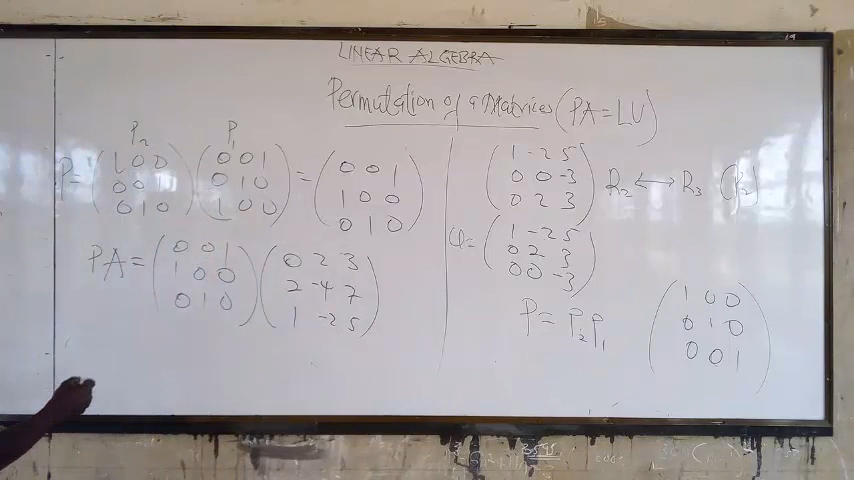 LINEAR ALGEBRA
Permutation of a Matrices (PA = LU)
P2 P1
P = (1 0 0) (0 0 1) = (0 0 1)
(0 0 1) (0 1 0) (1 0 0)
(0 1 0) (1 0 0) (0 1 0)
PA = (0 0 1) (0 2 3)
(1 0 0) (2 -4 7)
(0 1 0) (1 -2 5)
(1 -2 5)
(0 0 -3) R2 ↔ R3 (P2)
(0 2 3)
U = (1 -2 5)
(0 2 3)
(0 0 -3)
P = P2 P1
(1 0 0)
(0 1 0)
(0 0 1)